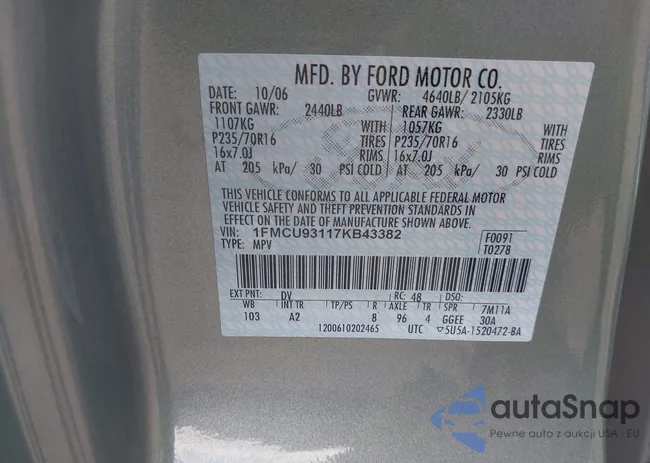 MFD. BY FORD MOTOR CO.
DATE: 10/06 GVWR: 4640LB/ 2105KG
FRONT GAWR: 2440LB REAR GAWR: 2330LB
1107KG WITH 1057KG WITH
P235/70R16 TIRES P235/70R16 TIRES
16x7.0J RIMS 16x7.0J RIMS
AT 205 kPa/ 30 PSI COLD AT 205 kPa/ 30 PSI COLD
THIS VEHICLE CONFORMS TO ALL APPLICABLE FEDERAL MOTOR
VEHICLE SAFETY AND THEFT PREVENTION STANDARDS IN
EFFECT ON THE DATE OF MANUFACTURE SHOWN ABOVE.
VIN: 1FMCU93117KB43382 F0091
TYPE: MPV T0278
EXT PNT: DV RC: 48 DSO:
WB INT TR TP/PS R AXLE TR SPR 7M11A
103 A2 8 96 4 GGEE 30A
1200610202465 UTC ▽5U5A-1520472-BA
autaSnap
Pewne auto z aukcji USA i EU